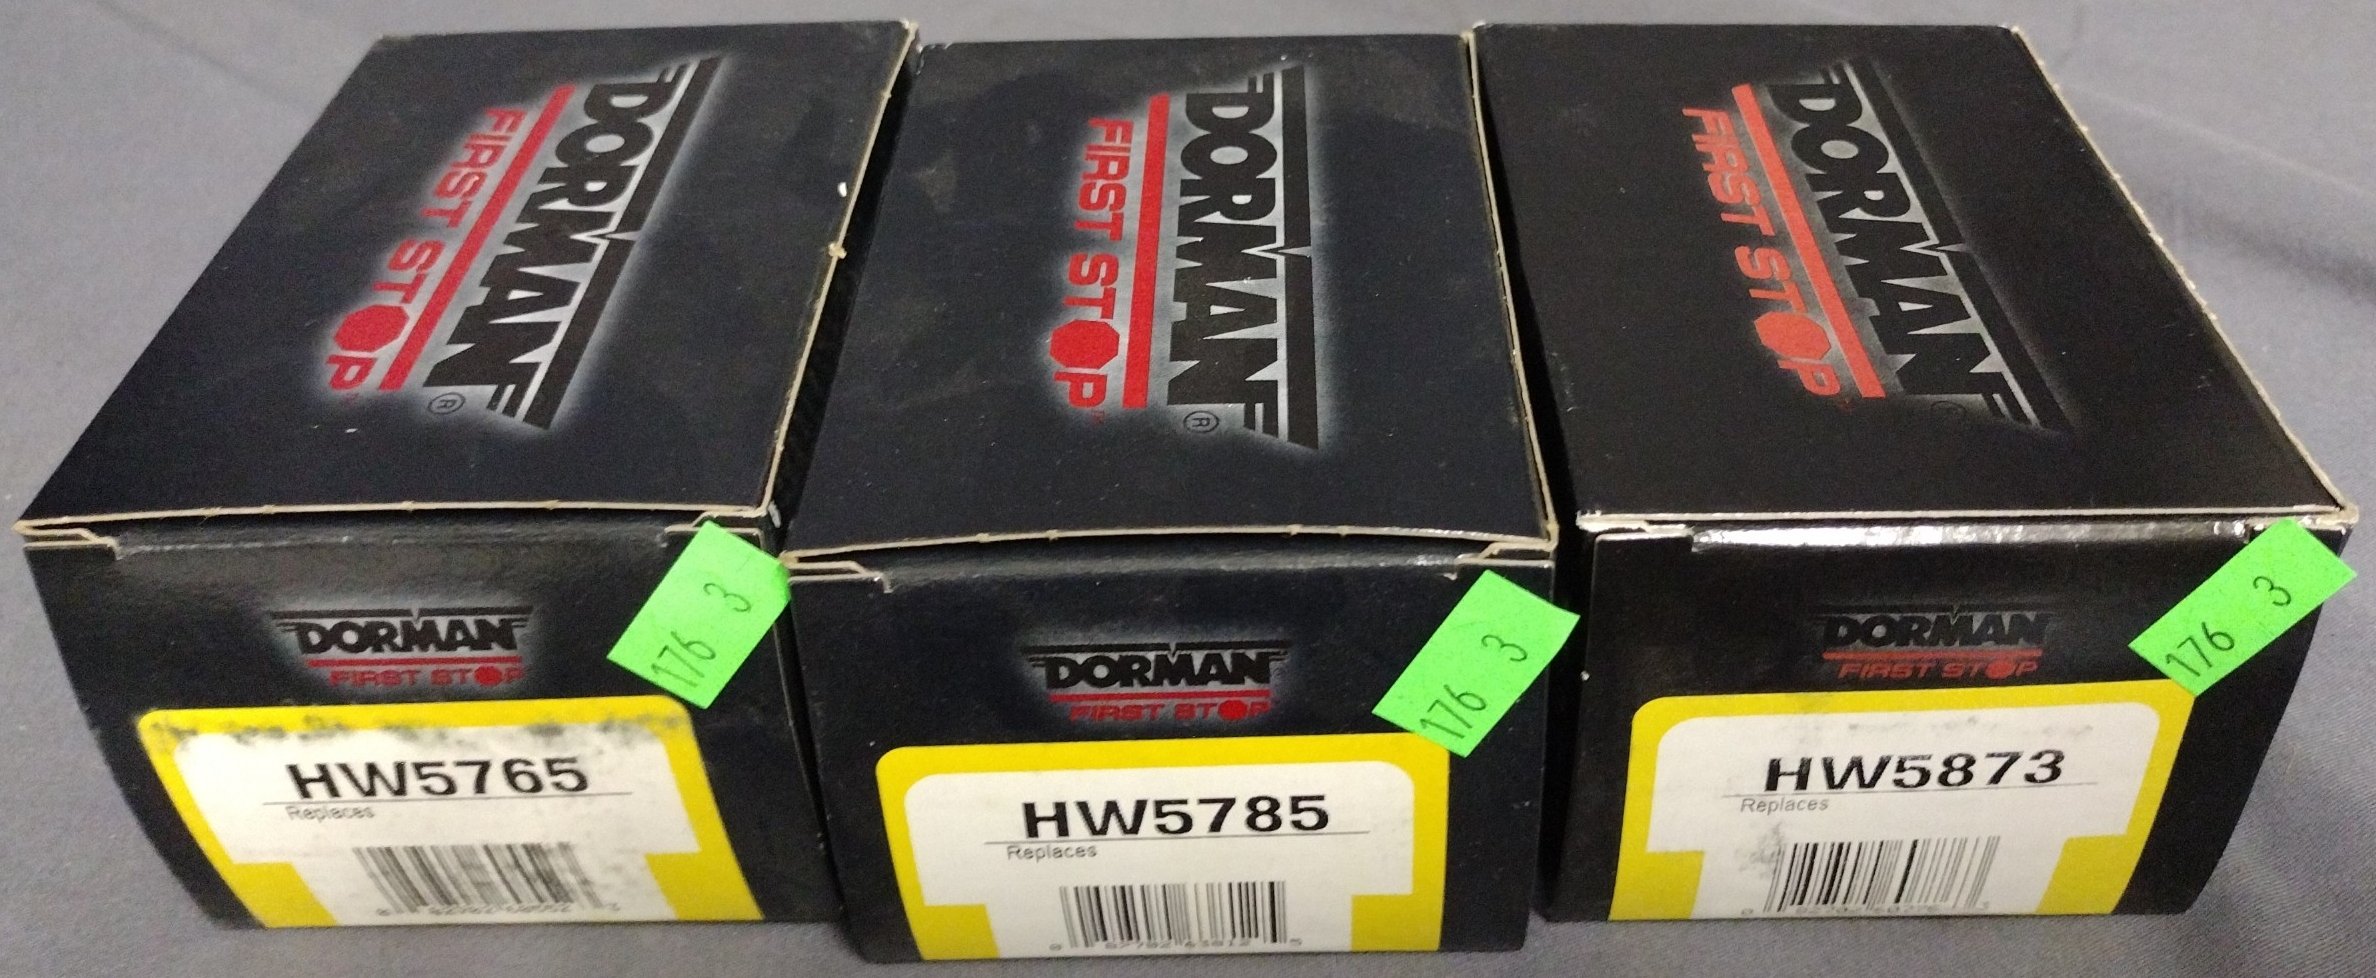 DORMAN®
FIRST STOP
DORMAN®
FIRST STOP
DORMAN
FIRST STOP
DORMAN
FIRST STOP
176 3
HW5765
Replaces
DORMAN
FIRST STOP
176 3
HW5785
Replaces
DORMAN
FIRST STOP
176 3
HW5873
Replaces